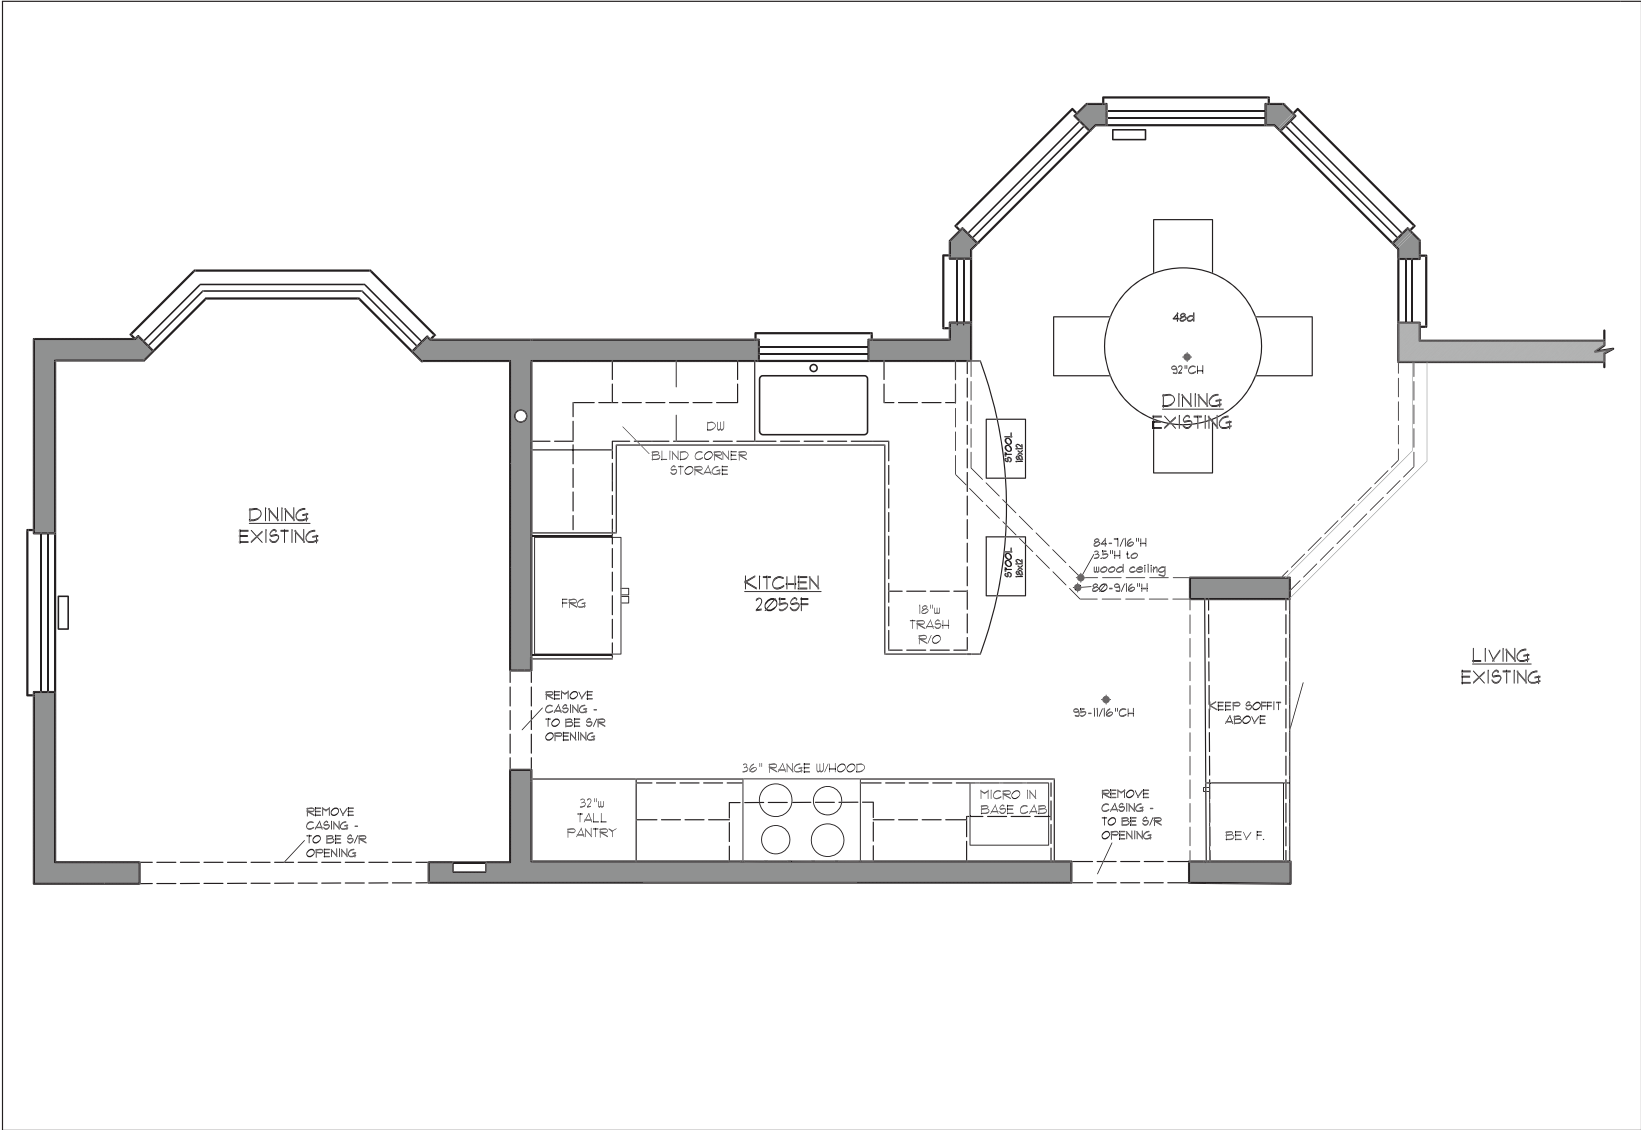 48d
92"CH
DINING
EXISTING
STOOL
18x12
DW
BLIND CORNER
STORAGE
DINING
EXISTING
STOOL
18x12
84-7/16"H
3.5"H to
wood ceiling
80-9/16"H
KITCHEN
205SF
FRG
18"w
TRASH
R/O
LIVING
EXISTING
REMOVE
CASING -
TO BE S/R
OPENING
95-11/16"CH
KEEP SOFFIT
ABOVE
36" RANGE W/HOOD
REMOVE
CASING -
TO BE S/R
OPENING
32"w
TALL
PANTRY
MICRO IN
BASE CAB
REMOVE
CASING -
TO BE S/R
OPENING
BEV F.